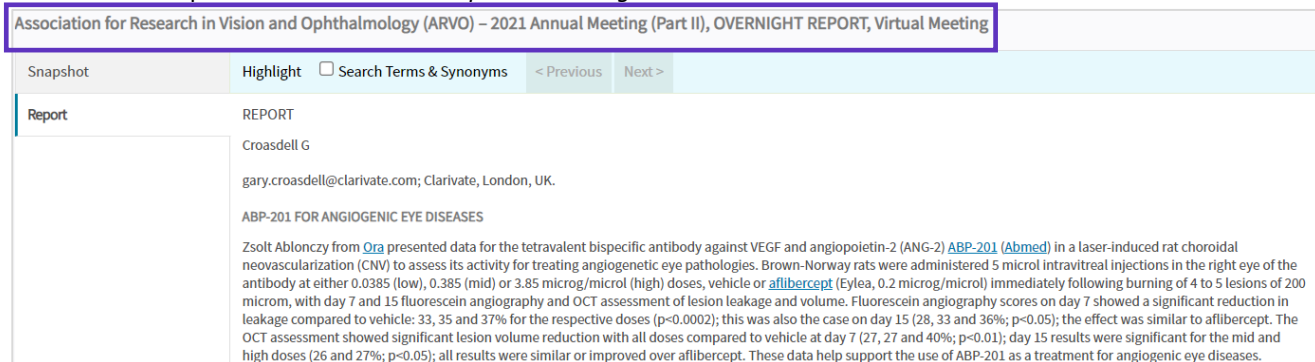 Association for Research in Vision and Ophthalmology (ARVO) – 2021 Annual Meeting (Part II), OVERNIGHT REPORT, Virtual Meeting
Snapshot
Highlight Search Terms & Synonyms < Previous Next >
Report
REPORT
Croasdell G
gary.croasdell@clarivate.com; Clarivate, London, UK.
ABP-201 FOR ANGIOGENIC EYE DISEASES
Zsolt Ablonczy from Ora presented data for the tetravalent bispecific antibody against VEGF and angiopoietin-2 (ANG-2) ABP-201 (Abmed) in a laser-induced rat choroidal
neovascularization (CNV) to assess its activity for treating angiogenetic eye pathologies. Brown-Norway rats were administered 5 microl intravitreal injections in the right eye of the
antibody at either 0.0385 (low), 0.385 (mid) or 3.85 microg/microl (high) doses, vehicle or aflibercept (Eylea, 0.2 microg/microl) immediately following burning of 4 to 5 lesions of 200
microm, with day 7 and 15 fluorescein angiography and OCT assessment of lesion leakage and volume. Fluorescein angiography scores on day 7 showed a significant reduction in
leakage compared to vehicle: 33, 35 and 37% for the respective doses (p<0.0002); this was also the case on day 15 (28, 33 and 36%; p<0.05); the effect was similar to aflibercept. The
OCT assessment showed significant lesion volume reduction with all doses compared to vehicle at day 7 (27, 27 and 40%; p<0.01); day 15 results were significant for the mid and
high doses (26 and 27%; p<0.05); all results were similar or improved over aflibercept. These data help support the use of ABP-201 as a treatment for angiogenic eye diseases.